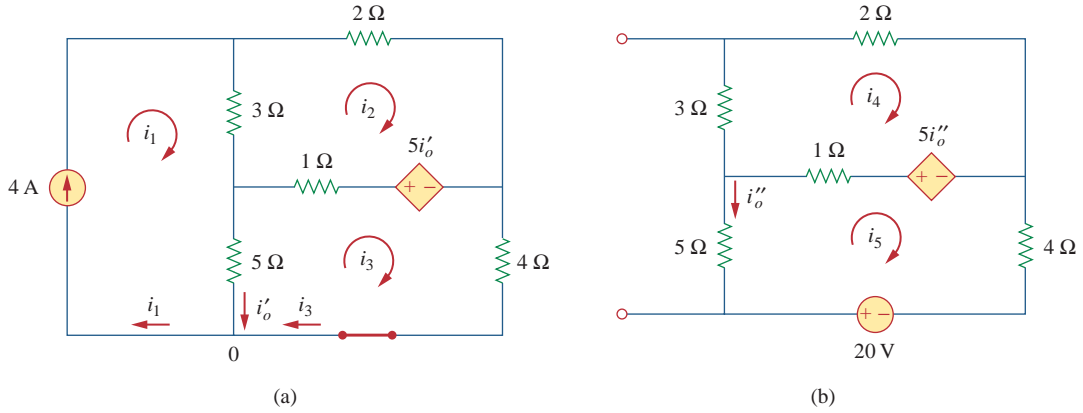 2 Ω
3 Ω
i₂
i₁
1 Ω
5i′ₒ
+ −
4 A
5 Ω
i₃
4 Ω
i₁
i′ₒ
i₃
0
(a)
2 Ω
3 Ω
i₄
1 Ω
5i″ₒ
+ −
i″ₒ
5 Ω
i₅
4 Ω
+ −
20 V
(b)